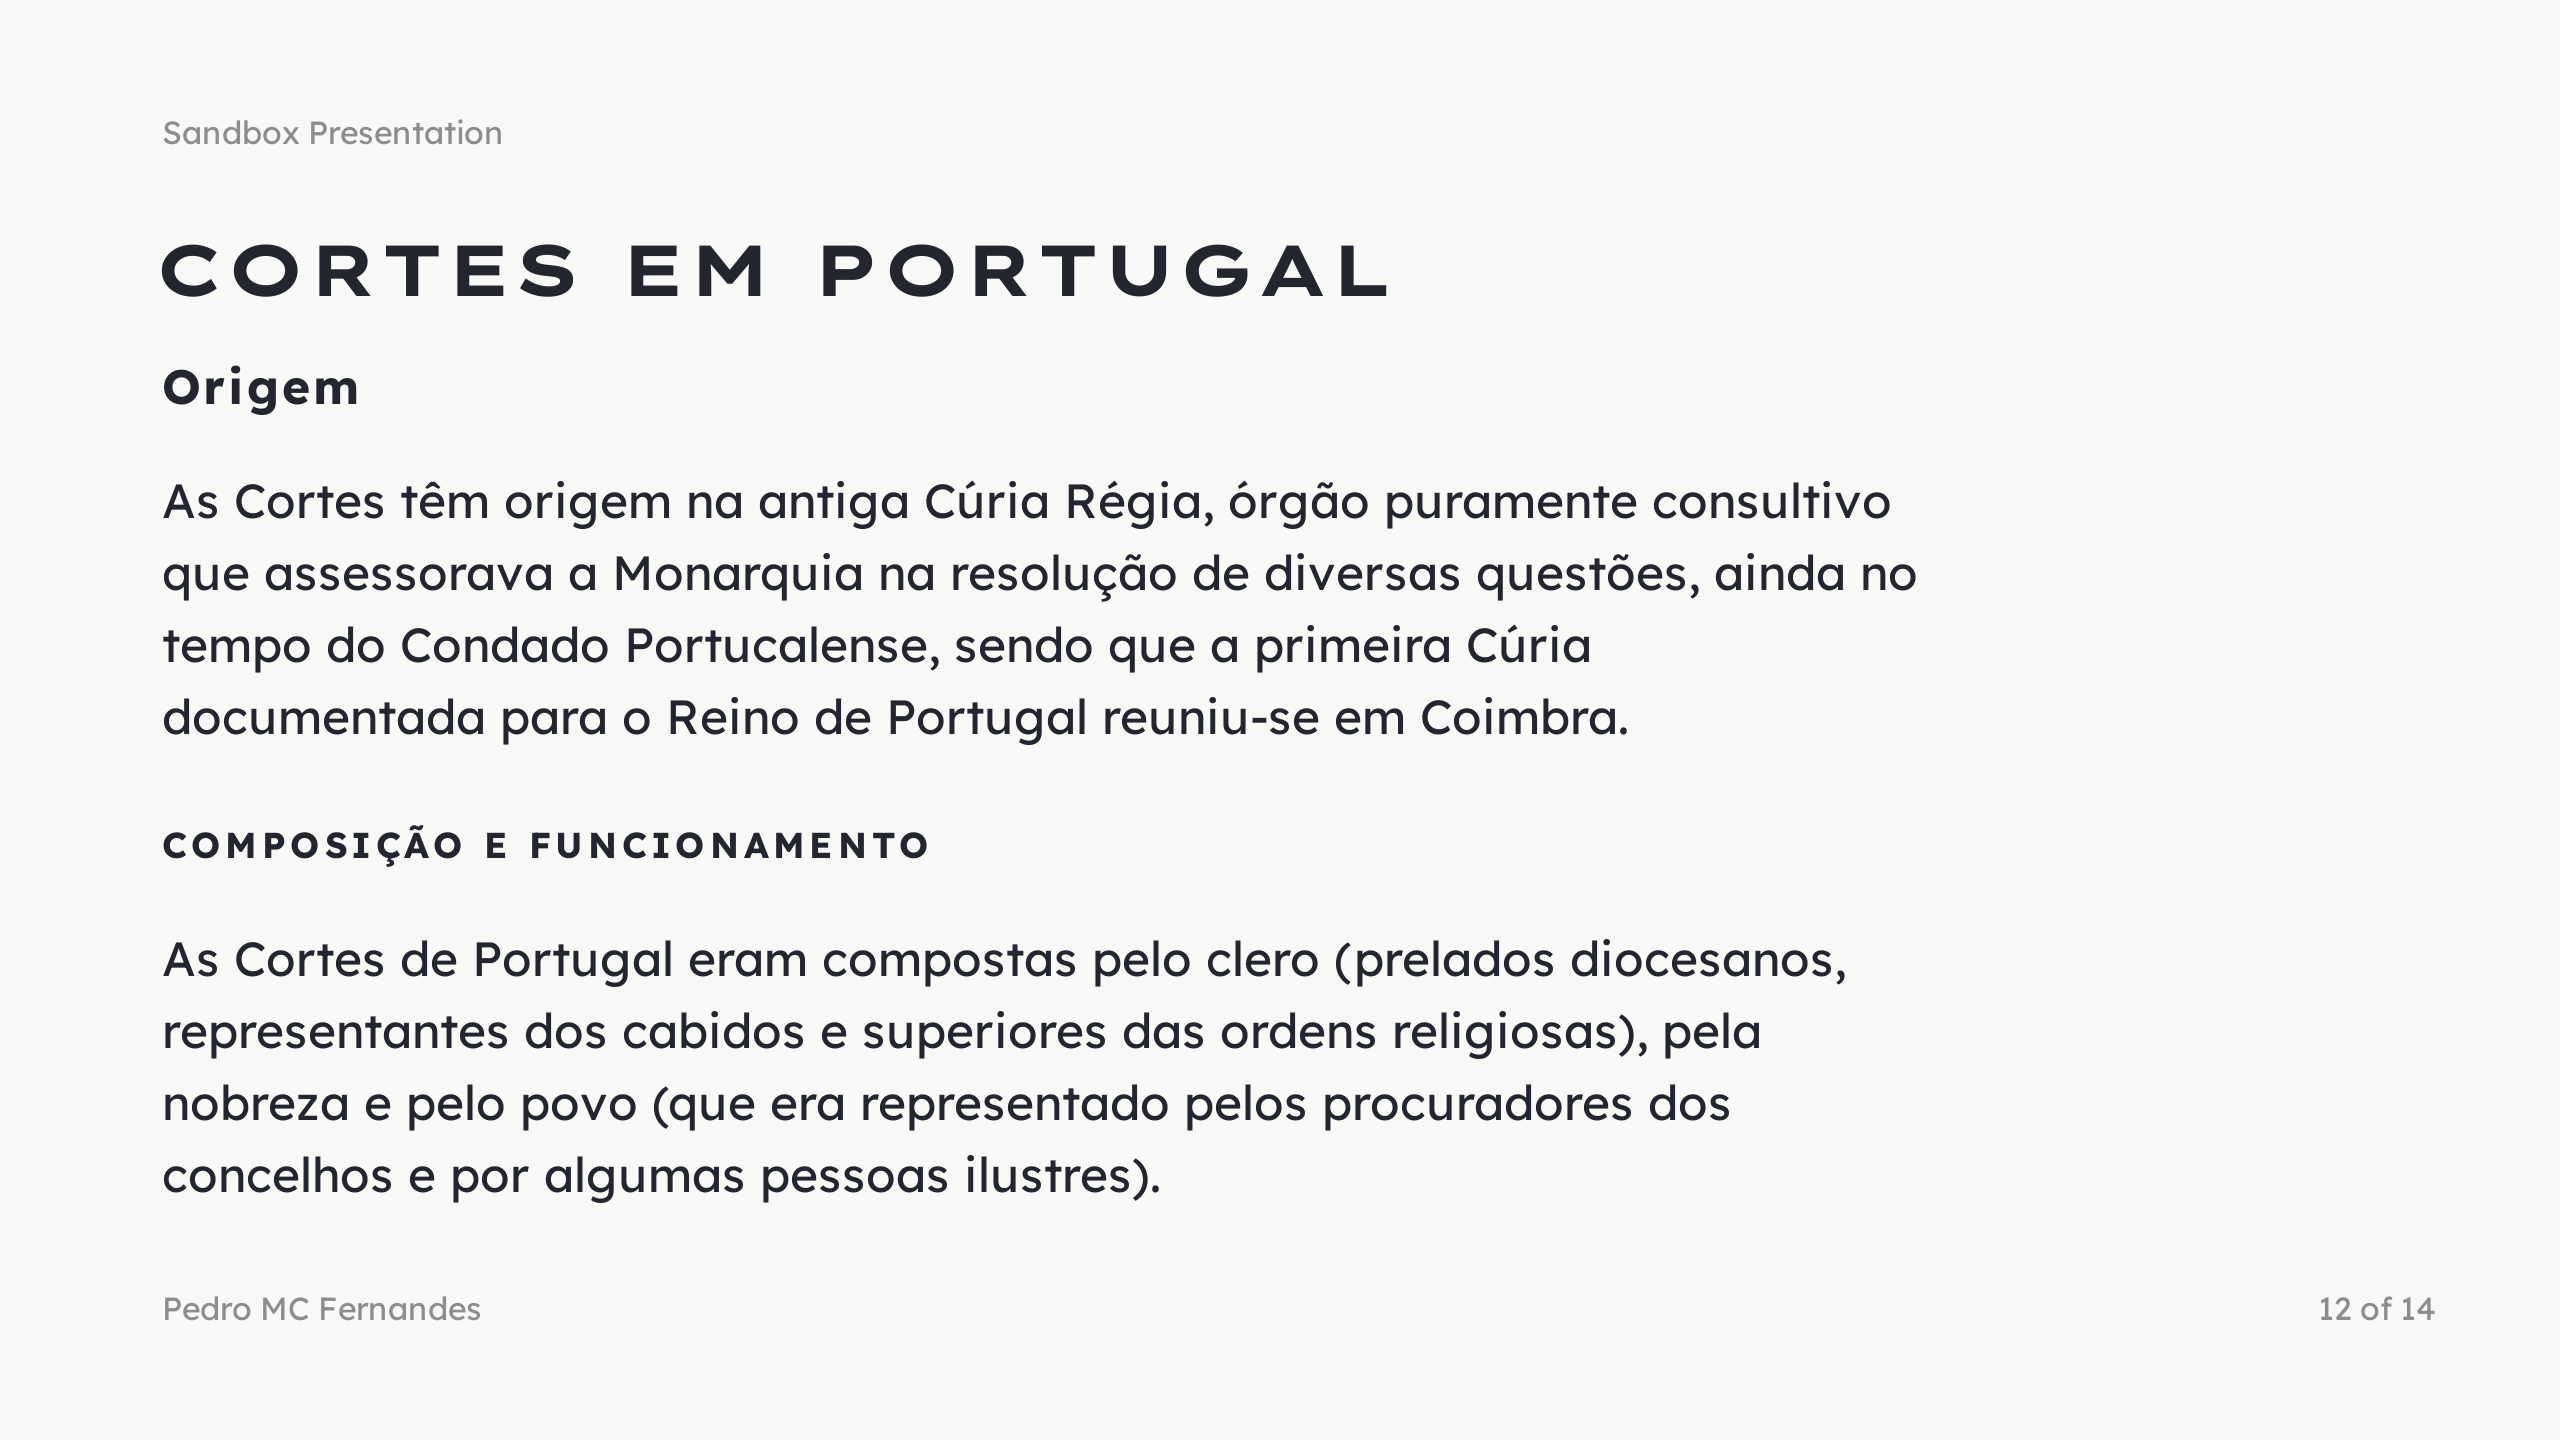 Sandbox Presentation
CORTES EM PORTUGAL
Origem
As Cortes têm origem na antiga Cúria Régia, órgão puramente consultivo
que assessorava a Monarquia na resolução de diversas questões, ainda no
tempo do Condado Portucalense, sendo que a primeira Cúria
documentada para o Reino de Portugal reuniu-se em Coimbra.
COMPOSIÇÃO E FUNCIONAMENTO
As Cortes de Portugal eram compostas pelo clero (prelados diocesanos,
representantes dos cabidos e superiores das ordens religiosas), pela
nobreza e pelo povo (que era representado pelos procuradores dos
concelhos e por algumas pessoas ilustres).
Pedro MC Fernandes
12 of 14